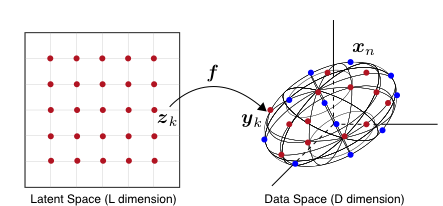 x_n
f
z_k
y_k
Latent Space (L dimension)
Data Space (D dimension)